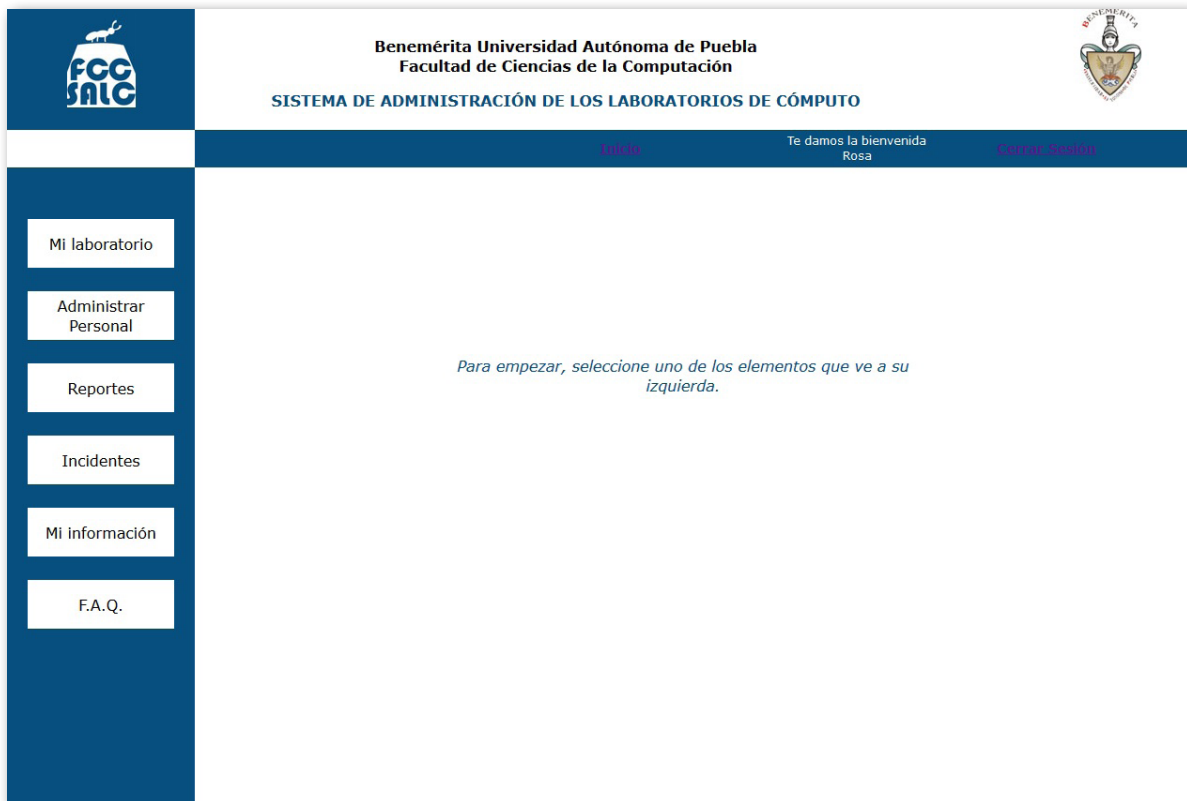 FCC
SALC
Benemérita Universidad Autónoma de Puebla
Facultad de Ciencias de la Computación
SISTEMA DE ADMINISTRACIÓN DE LOS LABORATORIOS DE CÓMPUTO
BENEMERITA
Inicio
Te damos la bienvenida
Rosa
Cerrar Sesión
Mi laboratorio
Administrar
Personal
Reportes
Incidentes
Mi información
F.A.Q.
Para empezar, seleccione uno de los elementos que ve a su
izquierda.